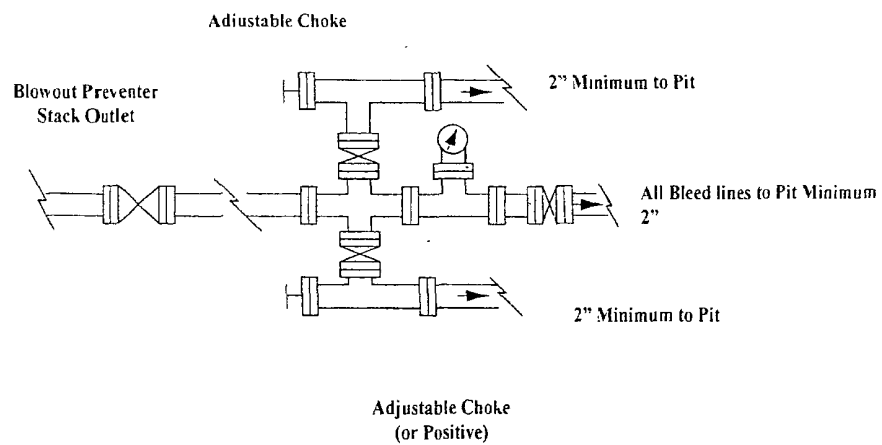 Adjustable Choke
2” Minimum to Pit
Blowout Preventer
Stack Outlet
All Bleed lines to Pit Minimum
2”
2” Minimum to Pit
Adjustable Choke
(or Positive)